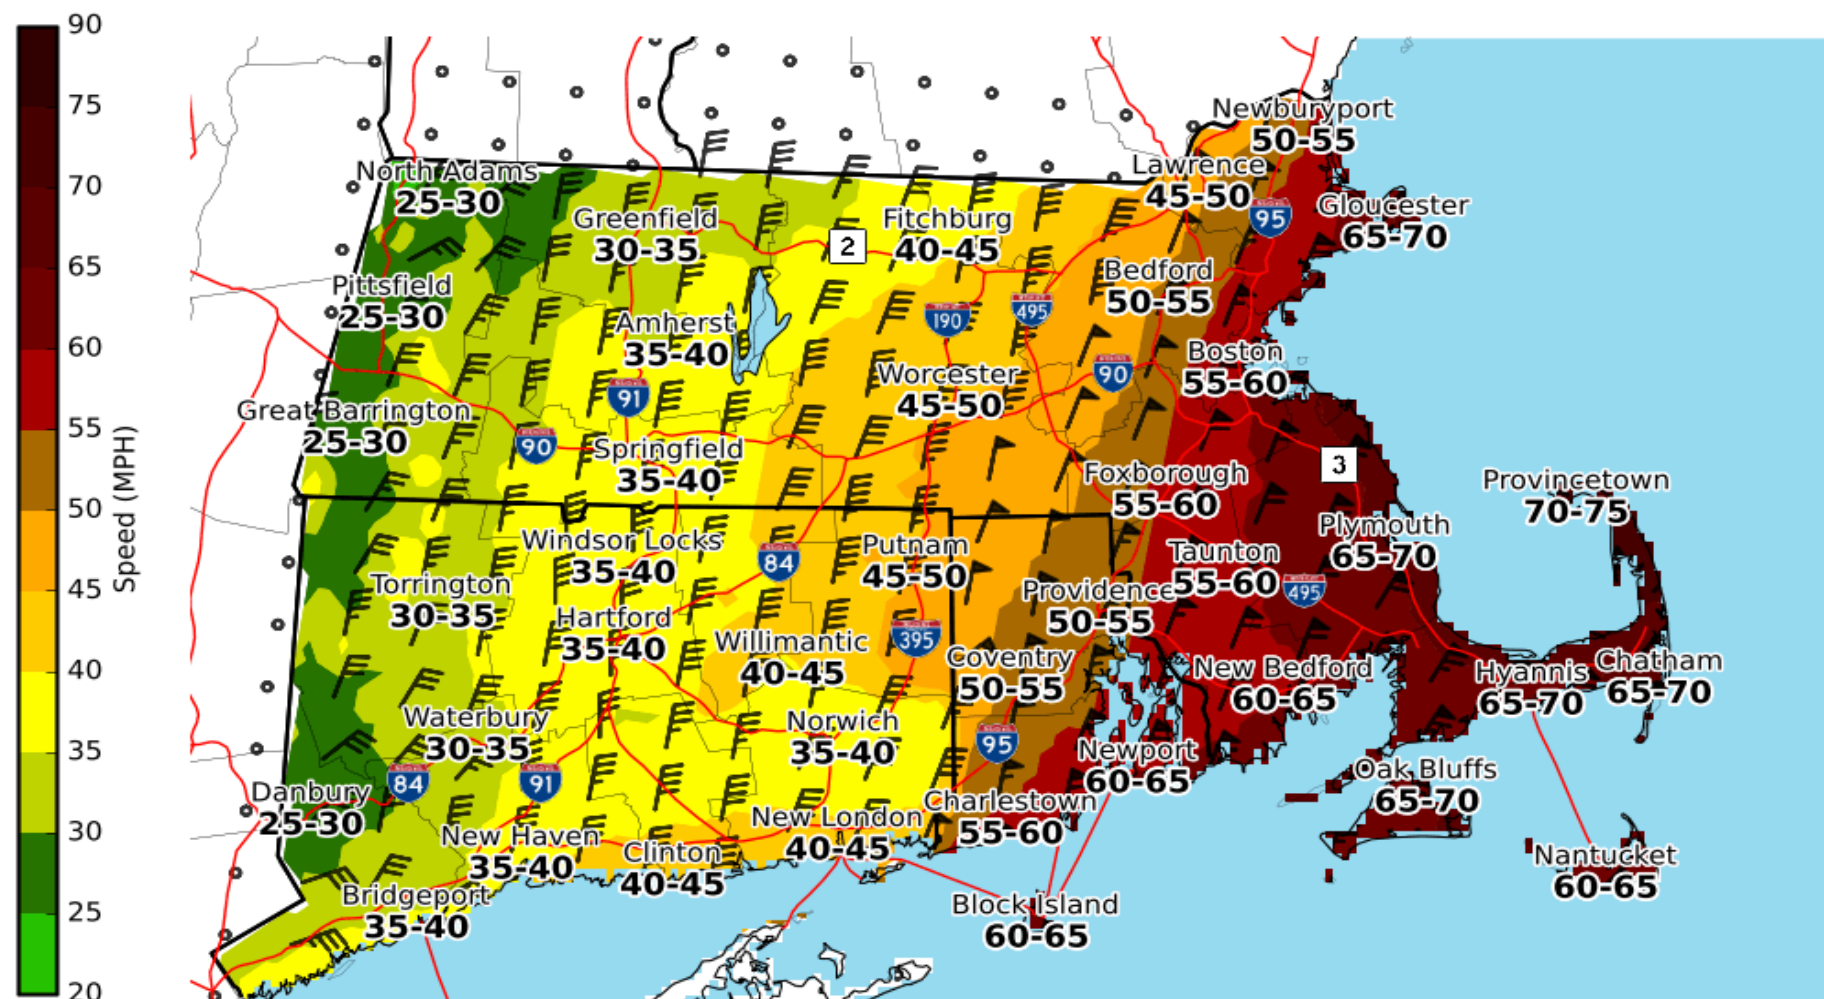 90
75
70
65
60
55
50
45
40
35
30
25
20
Speed (MPH)
Newburyport
50-55
Lawrence
45-50
North Adams
25-30
95
Gloucester
65-70
Greenfield
30-35
2
Fitchburg
40-45
Bedford
50-55
Pittsfield
25-30
190
495
Amherst
35-40
Boston
55-60
Worcester
45-50
90
91
Great Barrington
25-30
90
Springfield
35-40
3
Foxborough
55-60
Provincetown
70-75
Plymouth
65-70
Windsor Locks
35-40
84
Putnam
45-50
Taunton
55-60
495
Torrington
30-35
Providence
50-55
Hartford
35-40
395
Willimantic
40-45
Coventry
50-55
New Bedford
60-65
Hyannis
65-70
Chatham
65-70
Waterbury
30-35
Norwich
35-40
95
Newport
60-65
84
91
Oak Bluffs
65-70
Danbury
25-30
Charlestown
55-60
New London
40-45
New Haven
35-40
Clinton
40-45
Nantucket
60-65
Bridgeport
35-40
Block Island
60-65